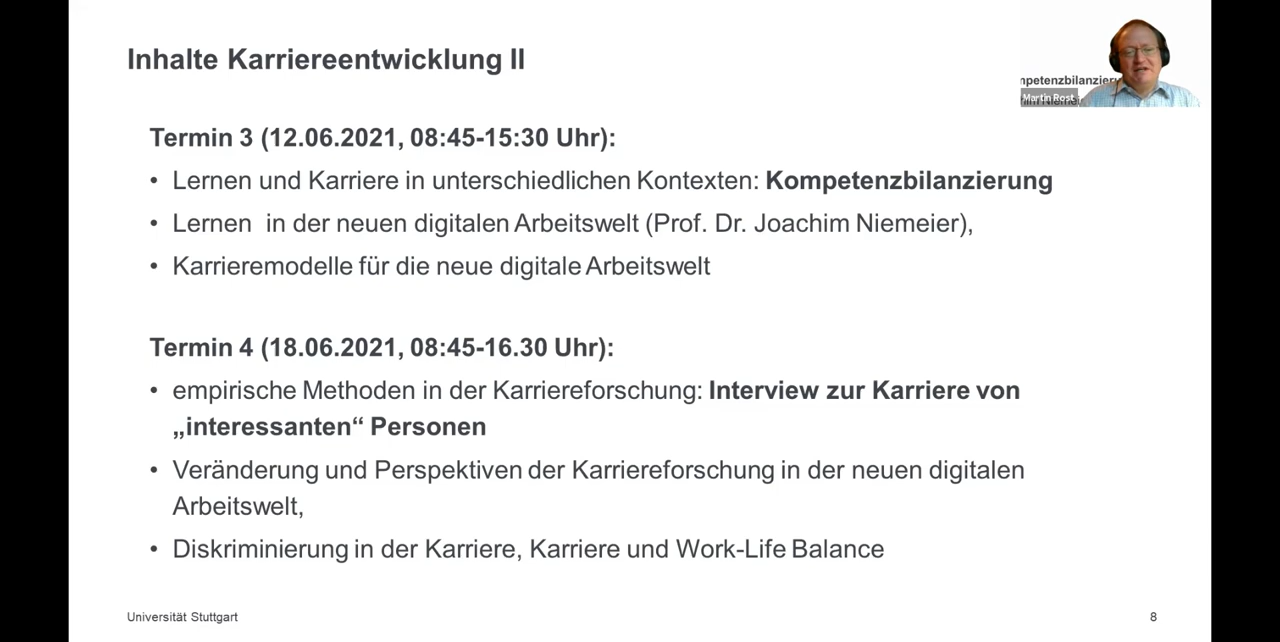 Inhalte Karriereentwicklung II
mpetenzbilanzieru
Martin Rost
him Nieme
Termin 3 (12.06.2021, 08:45-15:30 Uhr):
• Lernen und Karriere in unterschiedlichen Kontexten: Kompetenzbilanzierung
• Lernen in der neuen digitalen Arbeitswelt (Prof. Dr. Joachim Niemeier),
• Karrieremodelle für die neue digitale Arbeitswelt
Termin 4 (18.06.2021, 08:45-16.30 Uhr):
• empirische Methoden in der Karriereforschung: Interview zur Karriere von
„interessanten“ Personen
• Veränderung und Perspektiven der Karriereforschung in der neuen digitalen
Arbeitswelt,
• Diskriminierung in der Karriere, Karriere und Work-Life Balance
Universität Stuttgart
8